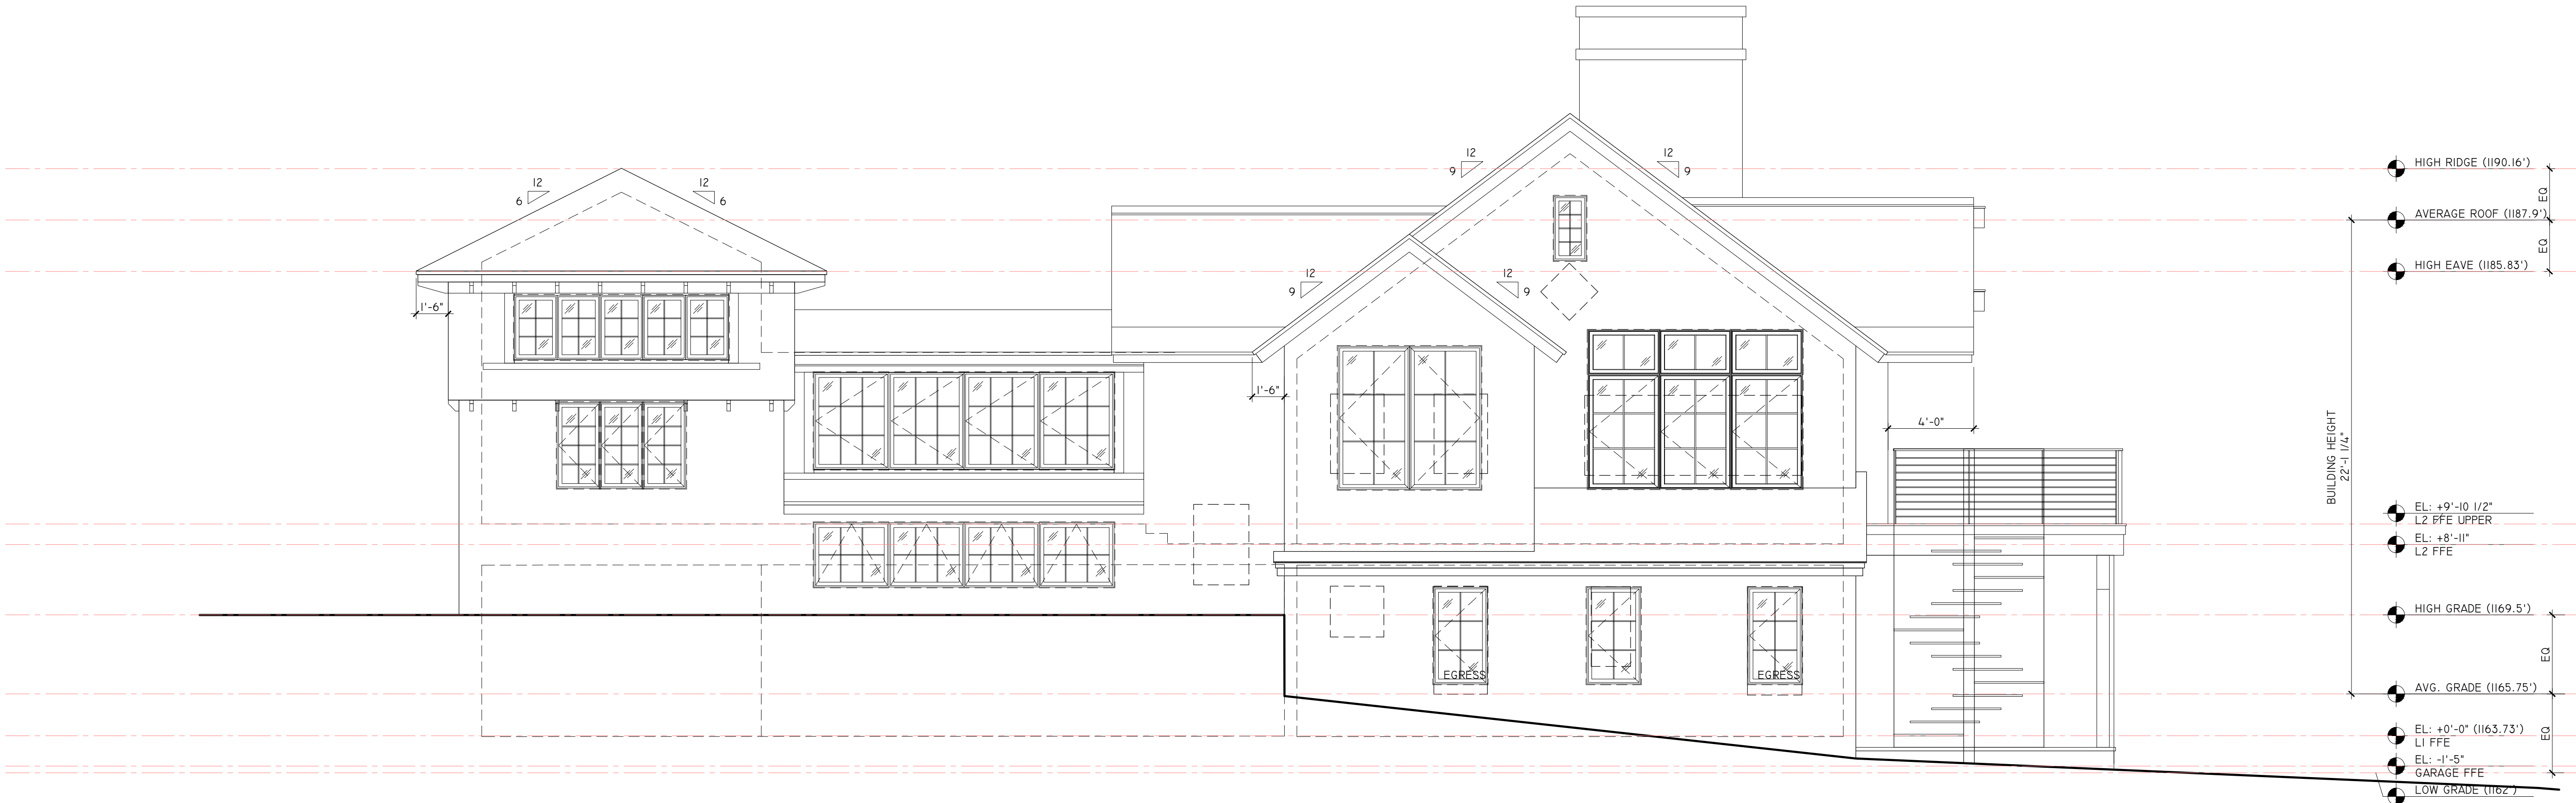 12
9
12
9
HIGH RIDGE (1190.16')
12
6
12
6
EQ
AVERAGE ROOF (1187.9')
EQ
HIGH EAVE (1185.83')
12
9
12
9
1'-6"
1'-6"
4'-0"
BUILDING HEIGHT
22'-1 1/4"
EL: +9'-10 1/2"
L2 FFE UPPER
EL: +8'-11"
L2 FFE
HIGH GRADE (1169.5')
EQ
EGRESS
EGRESS
AVG. GRADE (1165.75')
EL: +0'-0" (1163.73')
L1 FFE
EQ
EL: -1'-5"
GARAGE FFE
LOW GRADE (1162')